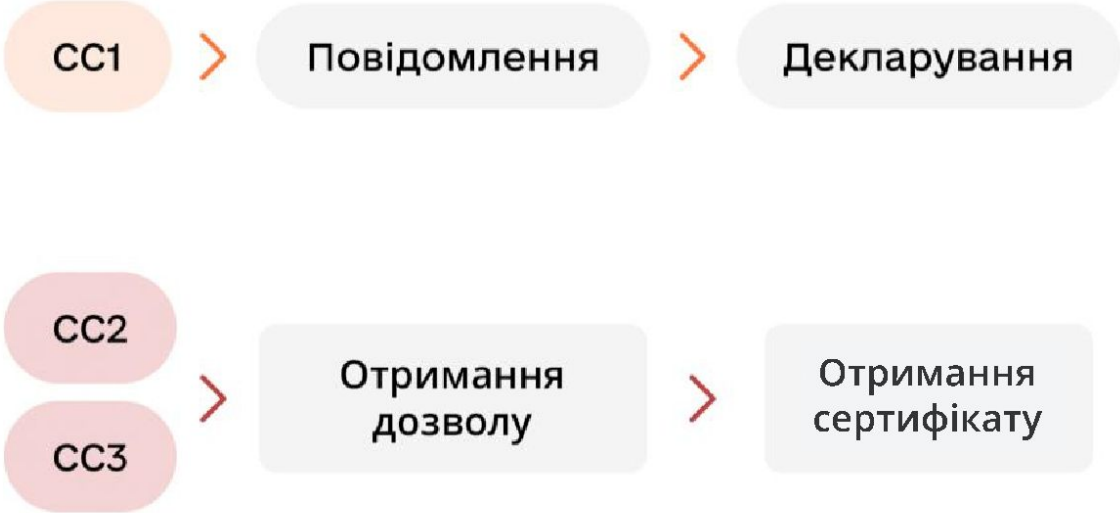 СС1
Повідомлення
Декларування
СС2
СС3
Отримання
дозволу
Отримання
сертифікату